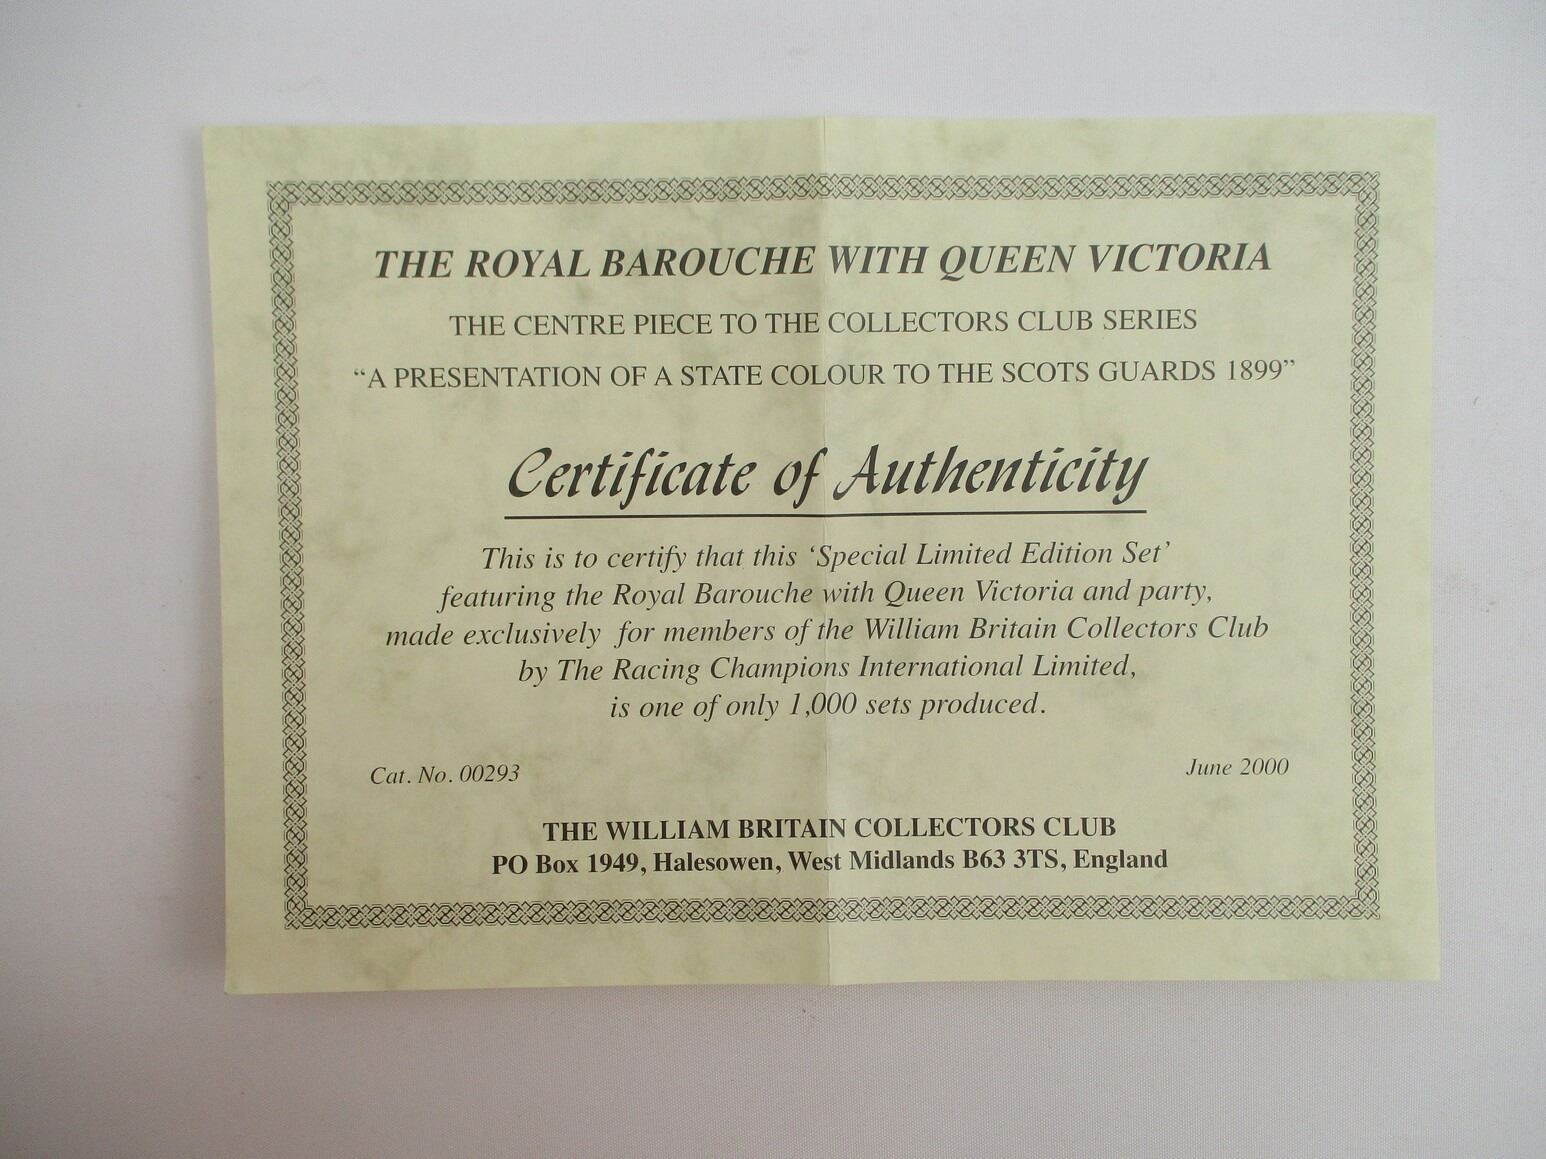 THE ROYAL BAROUCHE WITH QUEEN VICTORIA
THE CENTRE PIECE TO THE COLLECTORS CLUB SERIES
“A PRESENTATION OF A STATE COLOUR TO THE SCOTS GUARDS 1899”
Certificate of Authenticity
This is to certify that this ‘Special Limited Edition Set’
featuring the Royal Barouche with Queen Victoria and party,
made exclusively for members of the William Britain Collectors Club
by The Racing Champions International Limited,
is one of only 1,000 sets produced.
Cat. No. 00293
June 2000
THE WILLIAM BRITAIN COLLECTORS CLUB
PO Box 1949, Halesowen, West Midlands B63 3TS, England